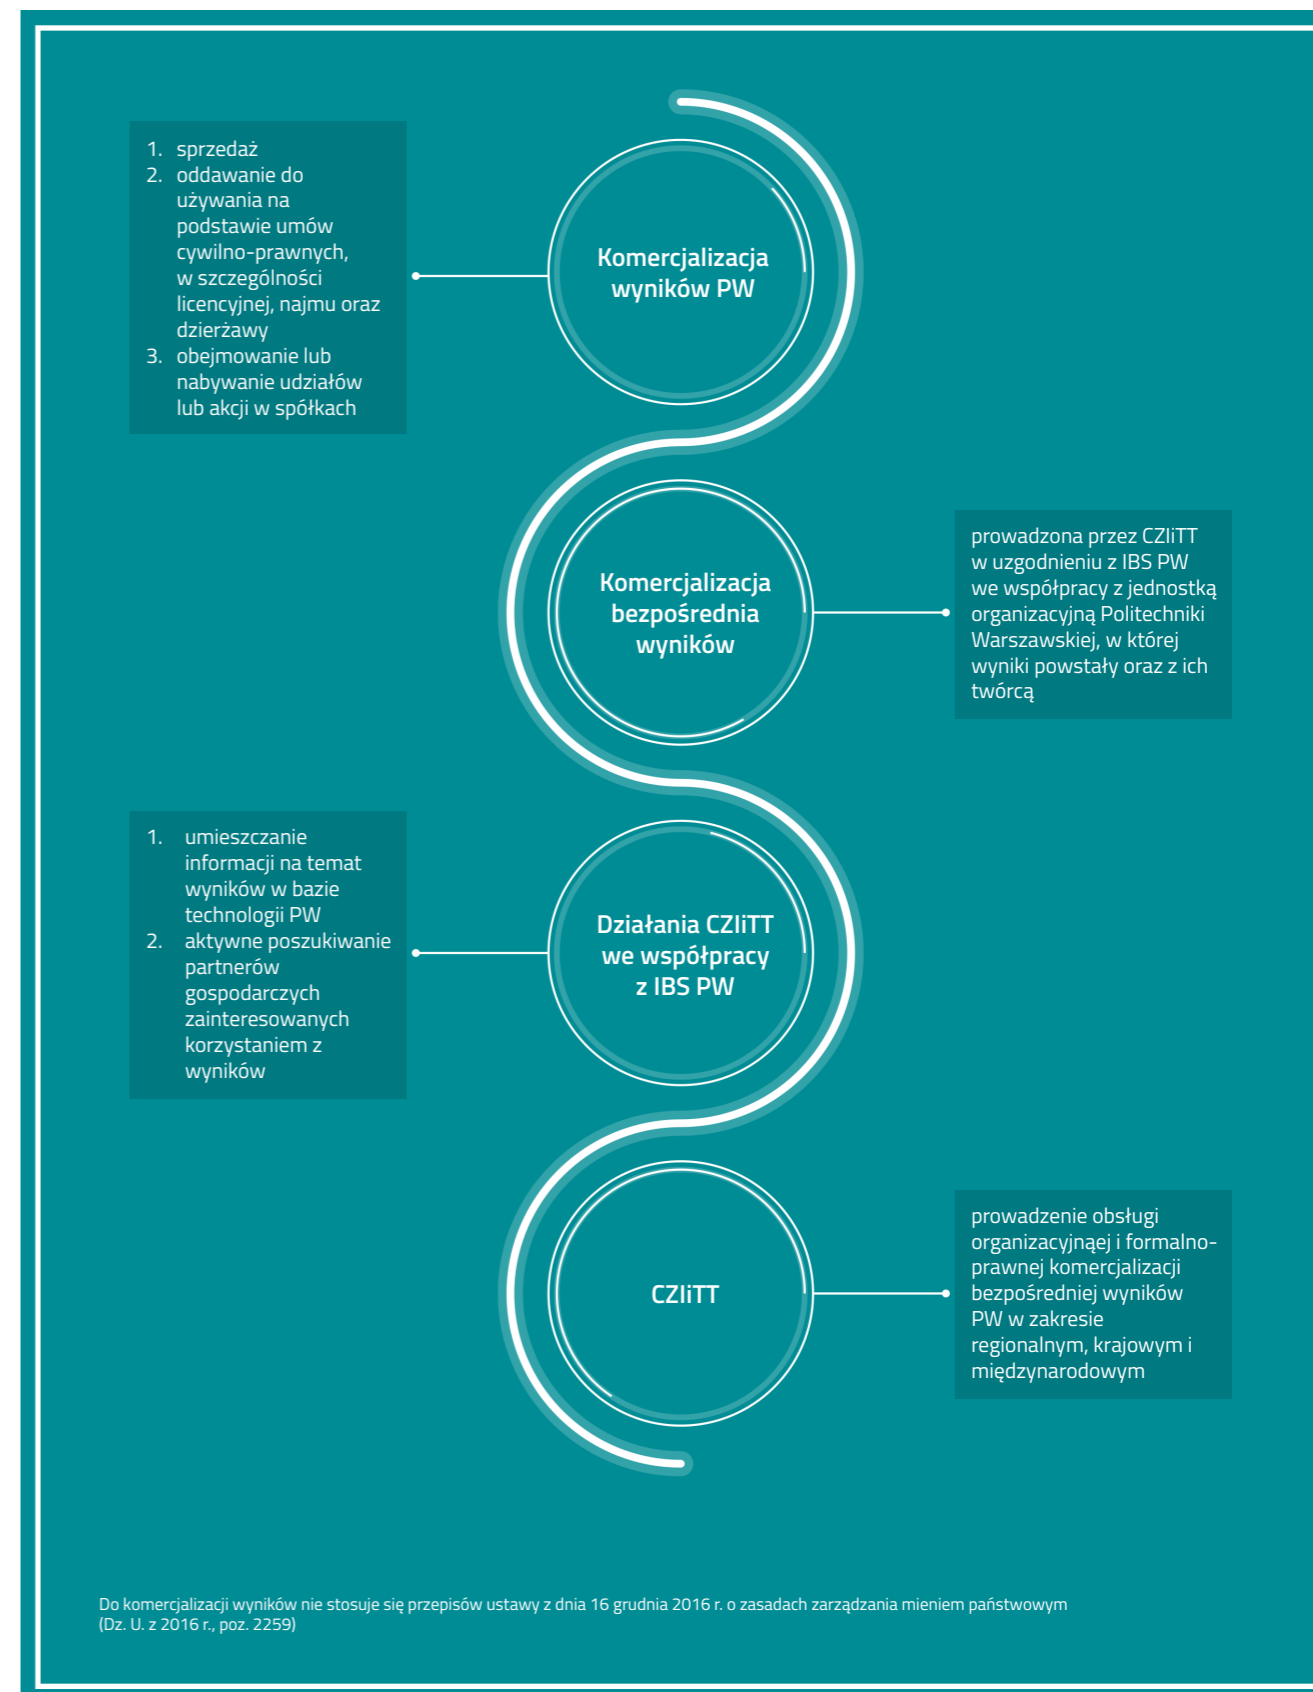 Komercjalizacja
wyników PW
1. sprzedaż
2. oddawanie do
używania na
podstawie umów
cywilno-prawnych,
w szczególności
licencyjnej, najmu oraz
dzierżawy
3. obejmowanie lub
nabywanie udziałów
lub akcji w spółkach
Komercjalizacja
bezpośrednia
wyników
prowadzona przez CZIiTT
w uzgodnieniu z IBS PW
we współpracy z jednostką
organizacyjną Politechniki
Warszawskiej, w której
wyniki powstały oraz z ich
twórcą
Działania CZIiTT
we współpracy
z IBS PW
1. umieszczanie
informacji na temat
wyników w bazie
technologii PW
2. aktywne poszukiwanie
partnerów
gospodarczych
zainteresowanych
korzystaniem z
wyników
CZIiTT
prowadzenie obsługi
organizacyjnąej i formalno-
prawnej komercjalizacji
bezpośredniej wyników
PW w zakresie
regionalnym, krajowym i
międzynarodowym
Do komercjalizacji wyników nie stosuje się przepisów ustawy z dnia 16 grudnia 2016 r. o zasadach zarządzania mieniem państwowym
(Dz. U. z 2016 r., poz. 2259)